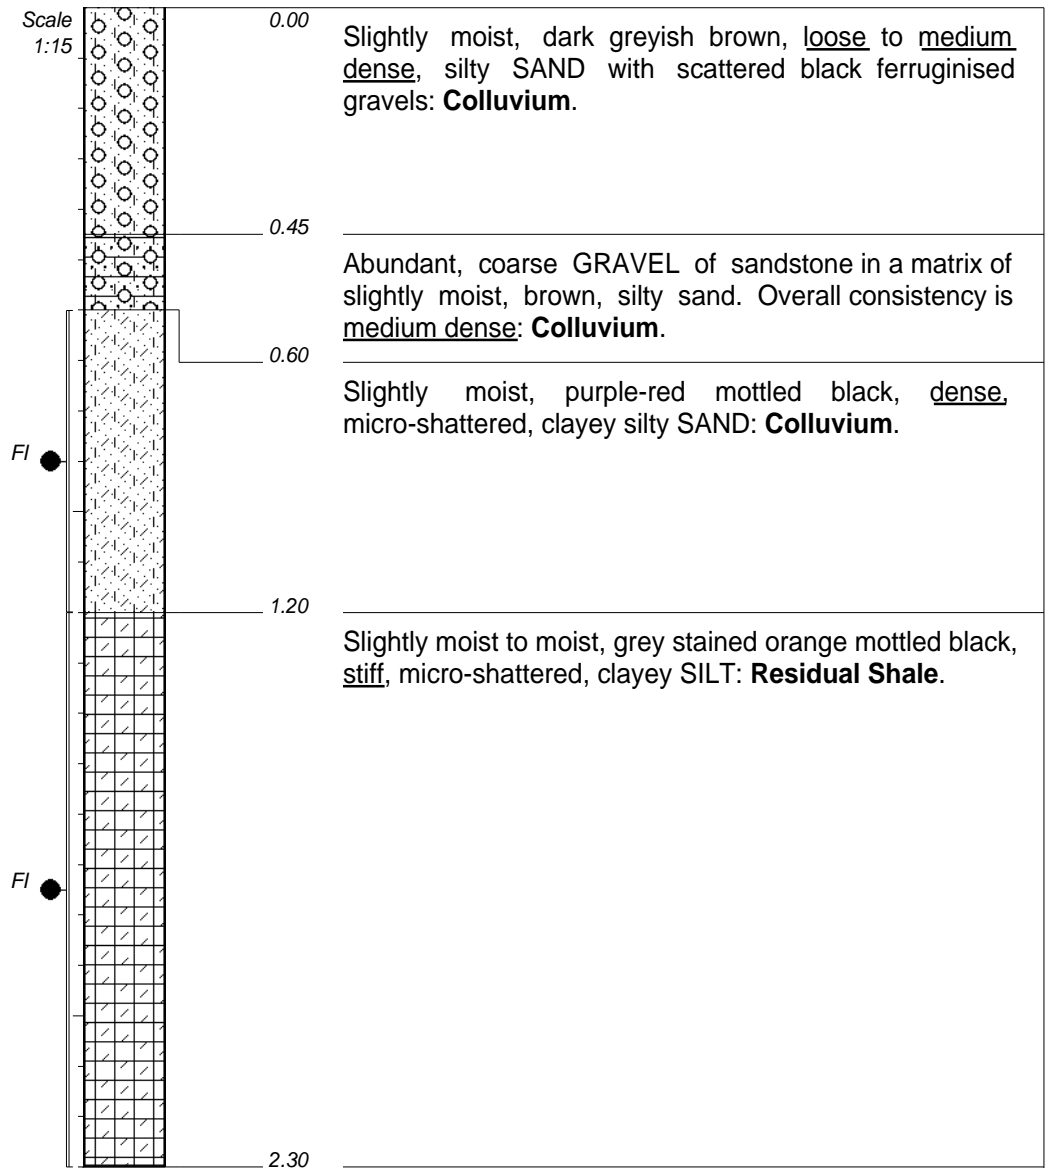 Scale
1:15
0.00
Slightly moist, dark greyish brown, loose to medium
dense, silty SAND with scattered black ferruginised
gravels: Colluvium.
0.45
Abundant, coarse GRAVEL of sandstone in a matrix of
slightly moist, brown, silty sand. Overall consistency is
medium dense: Colluvium.
0.60
Slightly moist, purple-red mottled black, dense,
micro-shattered, clayey silty SAND: Colluvium.
FI
1.20
Slightly moist to moist, grey stained orange mottled black,
stiff, micro-shattered, clayey SILT: Residual Shale.
FI
2.30